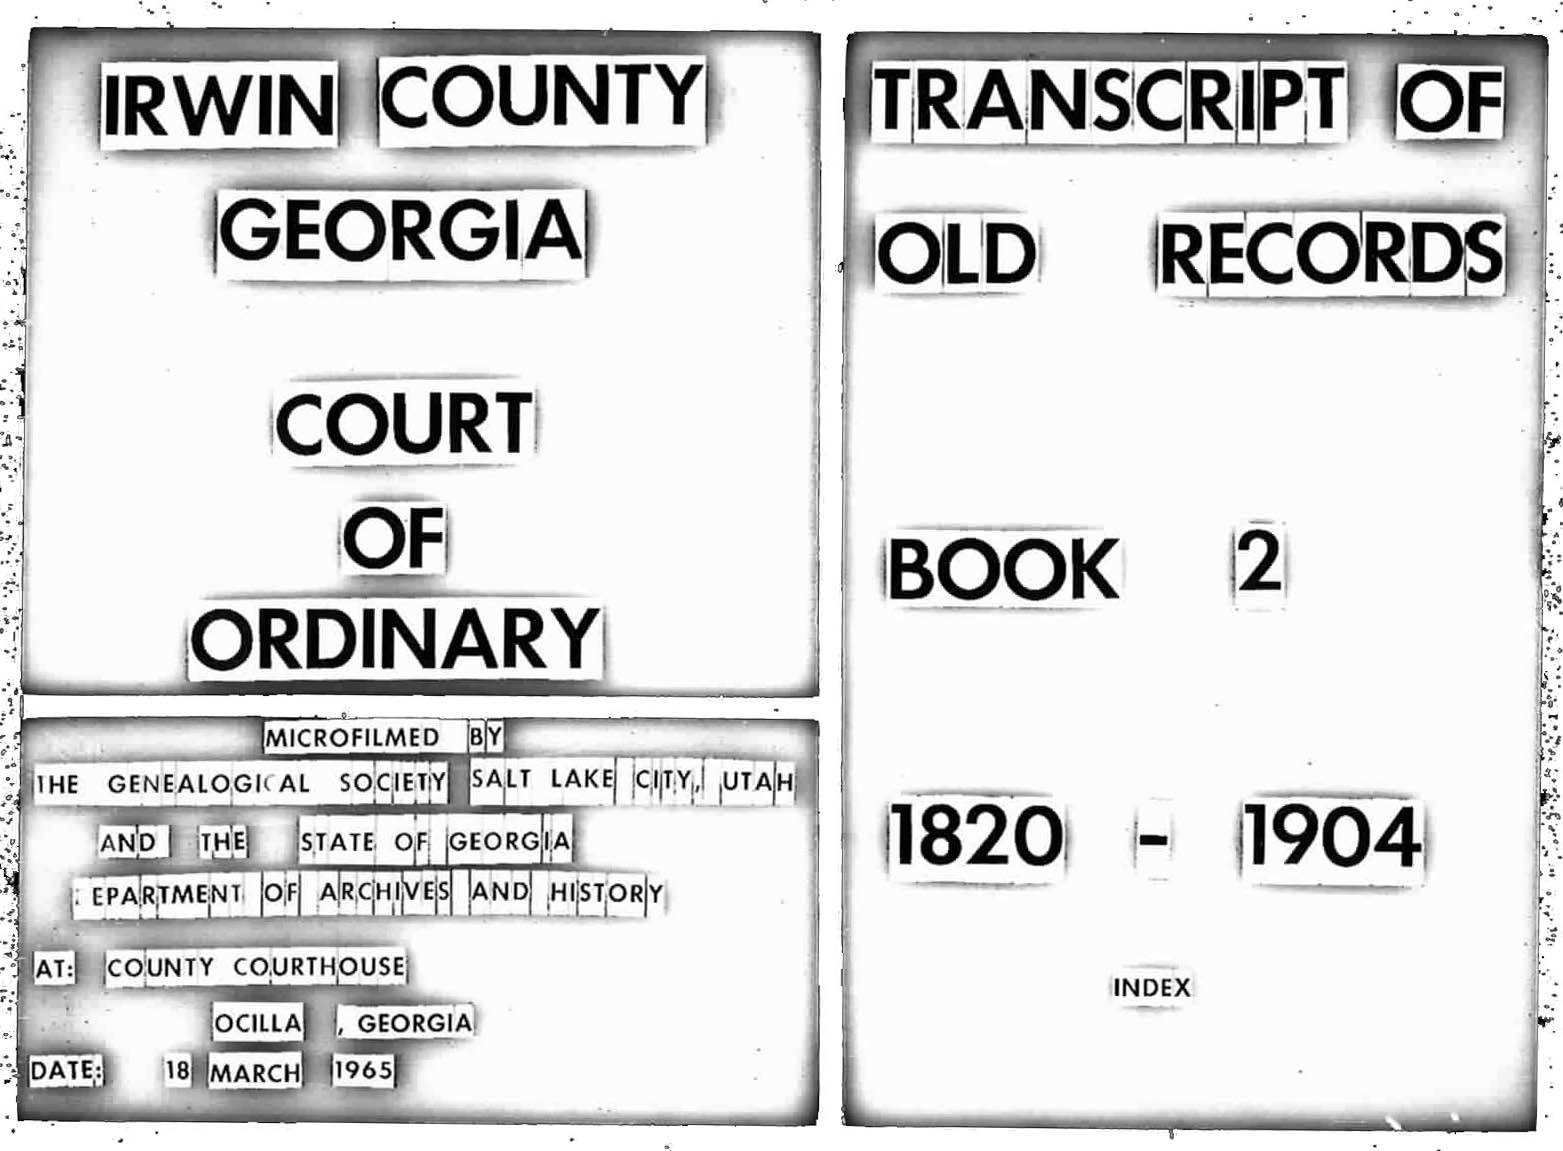 IRWIN COUNTY
GEORGIA
COURT
OF
ORDINARY
MICROFILMED BY
THE GENEALOGICAL SOCIETY SALT LAKE CITY, UTAH
AND THE STATE OF GEORGIA
EPARTMENT OF ARCHIVES AND HISTORY
AT: COUNTY COURTHOUSE
OCILLA , GEORGIA
DATE: 18 MARCH 1965
TRANSCRIPT OF
OLD RECORDS
BOOK 2
1820 - 1904
INDEX